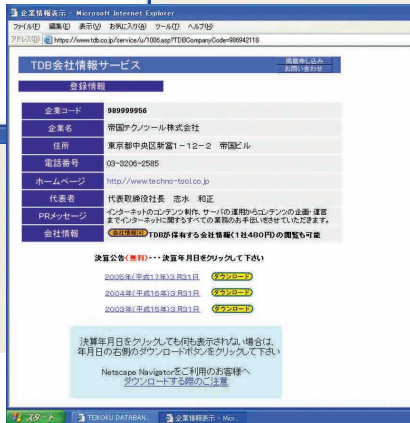 企業情報表示 - Microsoft Internet Explorer
ファイル(F) 編集(E) 表示(V) お気に入り(A) ツール(T) ヘルプ(H)
アドレス(D) https://www.tdb.co.jp/service/u/1006.asp?TDBCompanyCode=986942118
TDB会社情報サービス
掲載申し込み
お問い合わせ
登録情報
企業コード 989999956
企業名 帝国テクノツール株式会社
住所 東京都中央区新富1-12-2 帝国ビル
電話番号 03-3206-2585
ホームページ http://www.techno-tool.co.jp
代表者 代表取締役社長 志水 和正
PRメッセージ インターネットのコンテンツ制作、サーバの運用からコンテンツの企画・運営
までインターネットに関するすべての業務のお手伝いさせていただきます。
会社情報 会社情報 TDBが保有する会社情報(1社480円)の閲覧も可能
決算公告(無料)・・・決算年月日をクリックして下さい
2005年(平成17年)3月31日 ダウンロード
2004年(平成16年)3月31日 ダウンロード
2003年(平成15年)3月31日 ダウンロード
決算年月日をクリックしても何も表示されない場合は、
年月日の右側のダウンロードボタンをクリックして下さい
Netscape Navigatorをご利用のお客様へ
ダウンロードする際のご注意
スタート TEIKOKU DATABAN... 企業情報表示 - Micr...